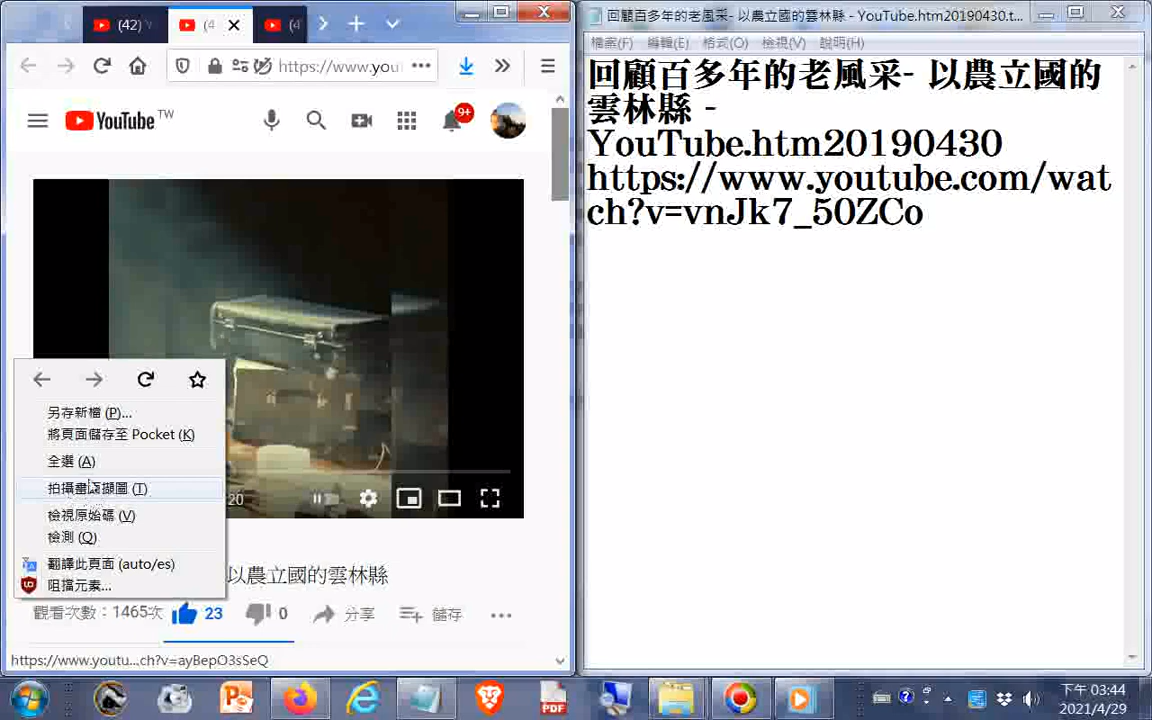 (42)
(4
(4
https://www.you
YouTube TW
9+
20
另存新檔 (P)...
將頁面儲存至 Pocket (K)
全選 (A)
拍攝畫面擷圖 (T)
檢視原始碼 (V)
檢測 (Q)
翻譯此頁面 (auto/es)
阻擋元素...
以農立國的雲林縣
觀看次數：1465次
23
0
分享
儲存
https://www.youtu...ch?v=ayBepO3sSeQ
回顧百多年的老風采- 以農立國的雲林縣 - YouTube.htm20190430.t...
檔案(F) 編輯(E) 格式(O) 檢視(V) 說明(H)
回顧百多年的老風采- 以農立國的
雲林縣 -
YouTube.htm20190430
https://www.youtube.com/wat
ch?v=vnJk7_5OZCo
PDF
下午 03:44
2021/4/29